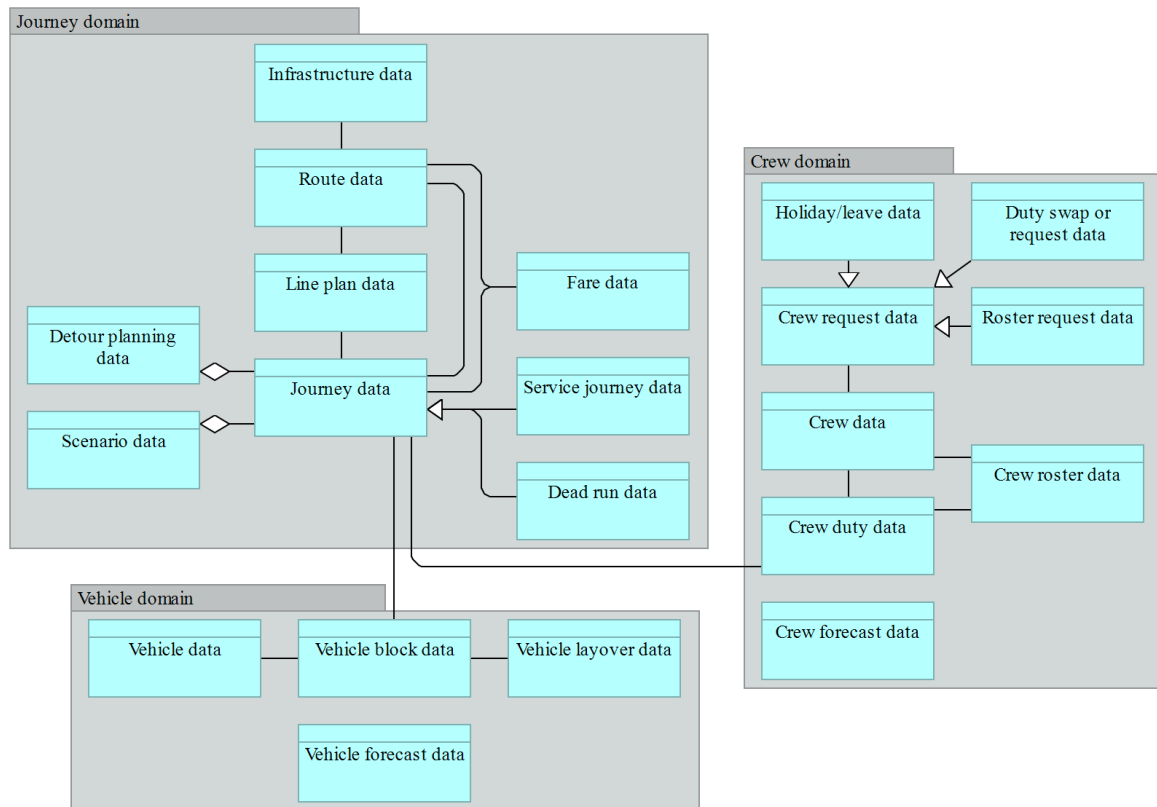 Journey domain
Infrastructure data
Route data
Line plan data
Fare data
Detour planning
data
Journey data
Service journey data
Scenario data
Dead run data
Crew domain
Holiday/leave data
Duty swap or
request data
Crew request data
Roster request data
Crew data
Crew roster data
Crew duty data
Crew forecast data
Vehicle domain
Vehicle data
Vehicle block data
Vehicle layover data
Vehicle forecast data